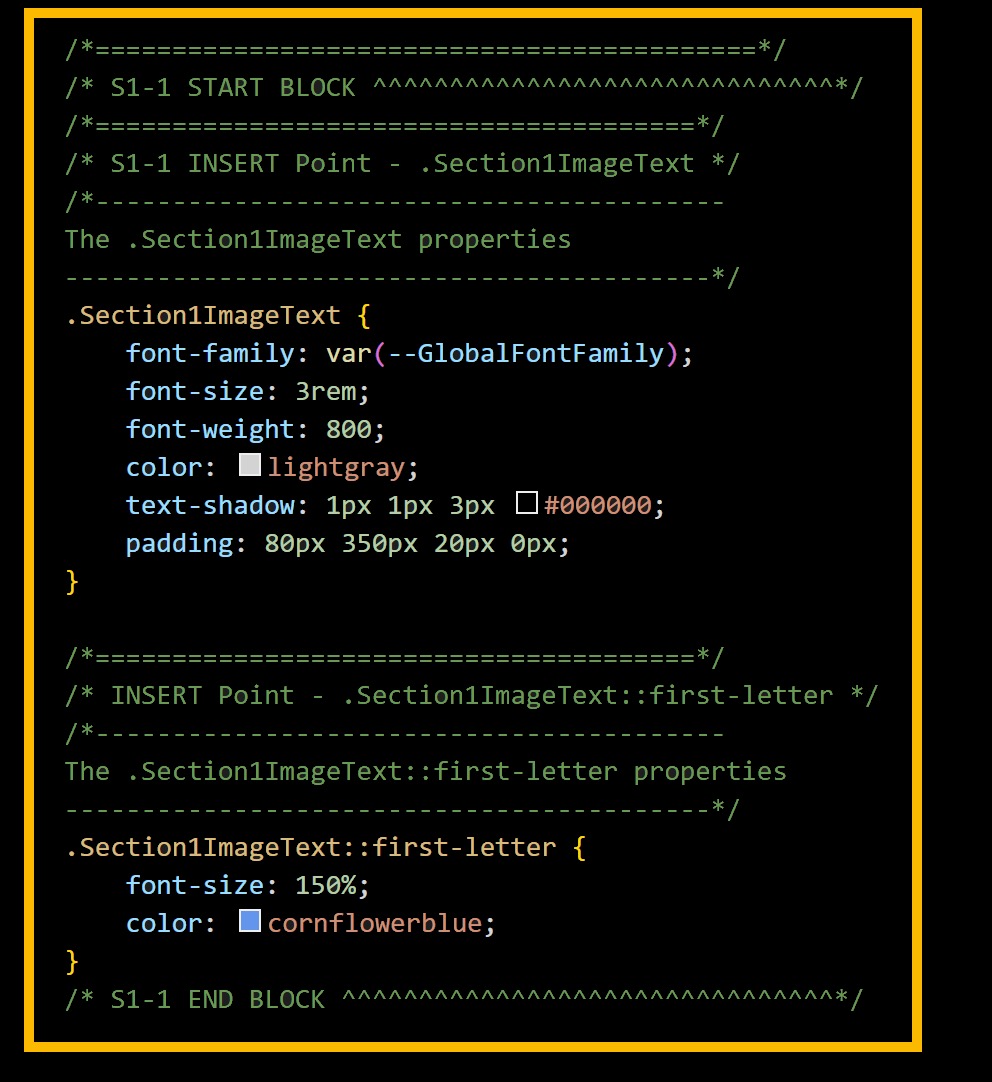 /*===========================================*/
/* S1-1 START BLOCK ^^^^^^^^^^^^^^^^^^^^^^^^^^^^^^*/
/*=======================================*/
/* S1-1 INSERT Point - .Section1ImageText */
/*-----------------------------------------
The .Section1ImageText properties
------------------------------------------*/
.Section1ImageText {
    font-family: var(--GlobalFontFamily);
    font-size: 3rem;
    font-weight: 800;
    color: lightgray;
    text-shadow: 1px 1px 3px #000000;
    padding: 80px 350px 20px 0px;
}

/*=======================================*/
/* INSERT Point - .Section1ImageText::first-letter */
/*-----------------------------------------
The .Section1ImageText::first-letter properties
------------------------------------------*/
.Section1ImageText::first-letter {
    font-size: 150%;
    color: cornflowerblue;
}
/* S1-1 END BLOCK ^^^^^^^^^^^^^^^^^^^^^^^^^^^^^^^^*/